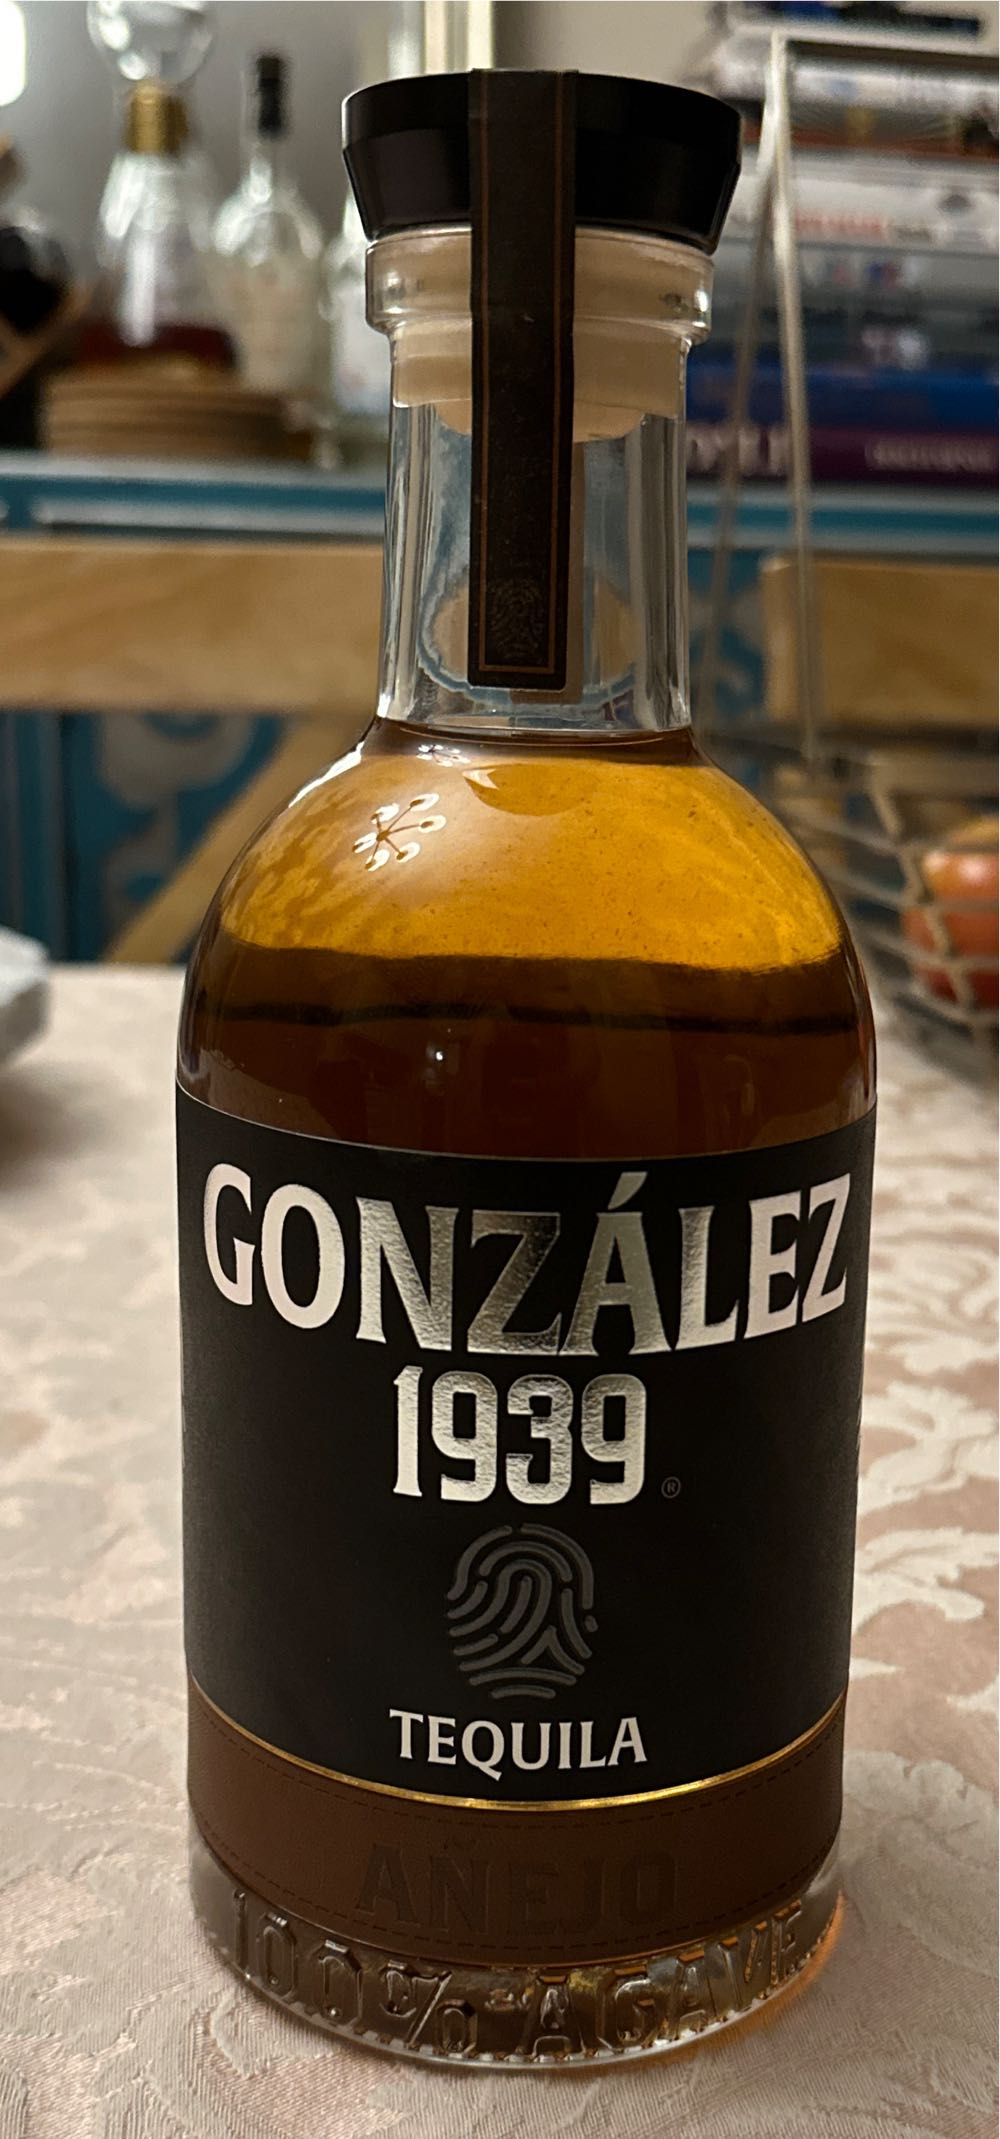 GONZÁLEZ
1939
®
TEQUILA
AÑEJO
100% AGAVE